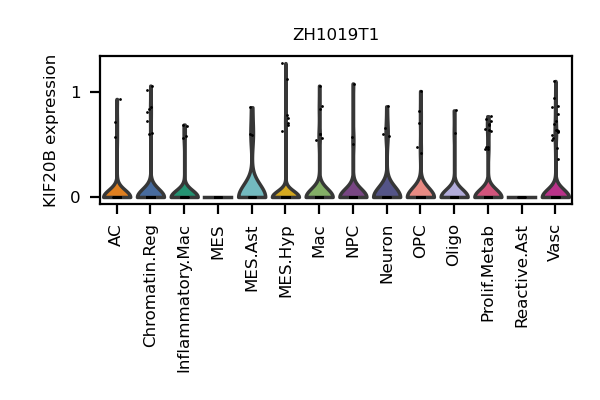 ZH1019T1
KIF20B expression
1
0
AC
Chromatin.Reg
Inflammatory.Mac
MES
MES.Ast
MES.Hyp
Mac
NPC
Neuron
OPC
Oligo
Prolif.Metab
Reactive.Ast
Vasc